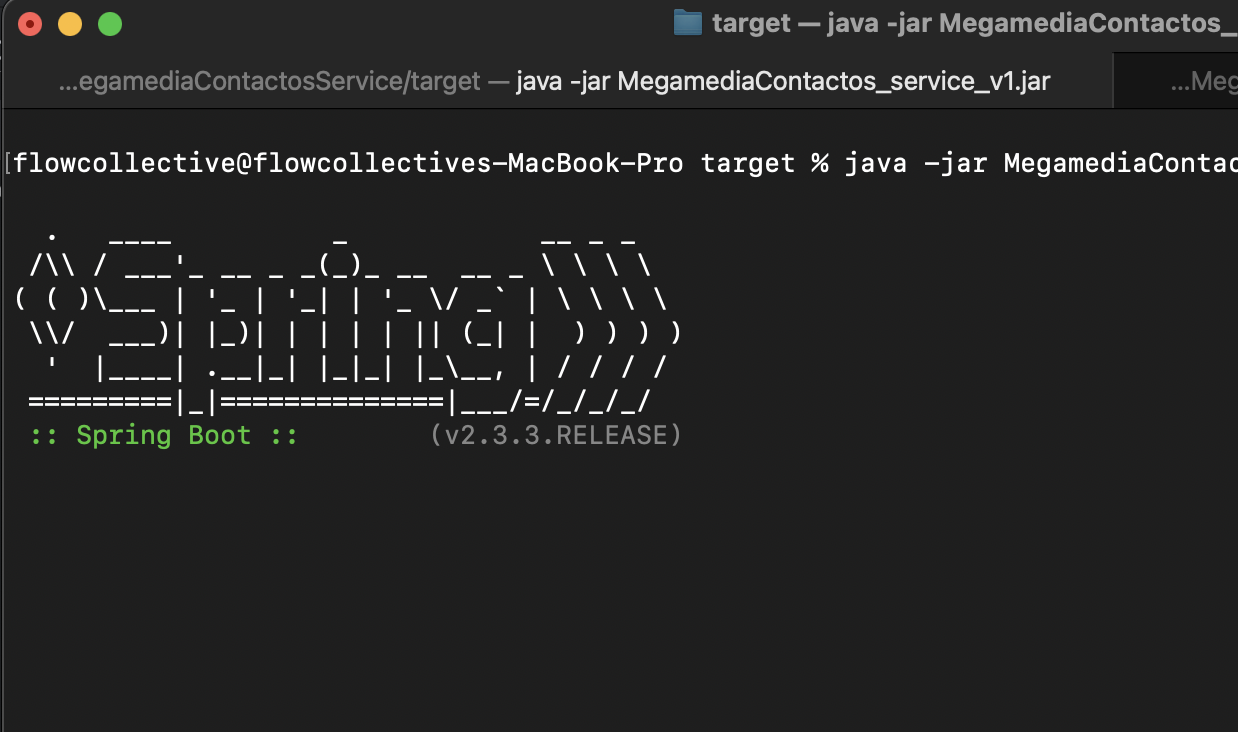 target — java -jar MegamediaContactos_
...egamediaContactosService/target — java -jar MegamediaContactos_service_v1.jar
...Meg
[flowcollective@flowcollectives-MacBook-Pro target % java -jar MegamediaContac
  .   ____          _            __ _ _
 /\\ / ___'_ __ _ _(_)_ __  __ _ \ \ \ \
( ( )\___ | '_ | '_| | '_ \/ _` | \ \ \ \
 \\/  ___)| |_)| | | | | || (_| |  ) ) ) )
  '  |____| .__|_| |_|_| |_\__, | / / / /
 =========|_|==============|___/=/_/_/_/
 :: Spring Boot ::        (v2.3.3.RELEASE)